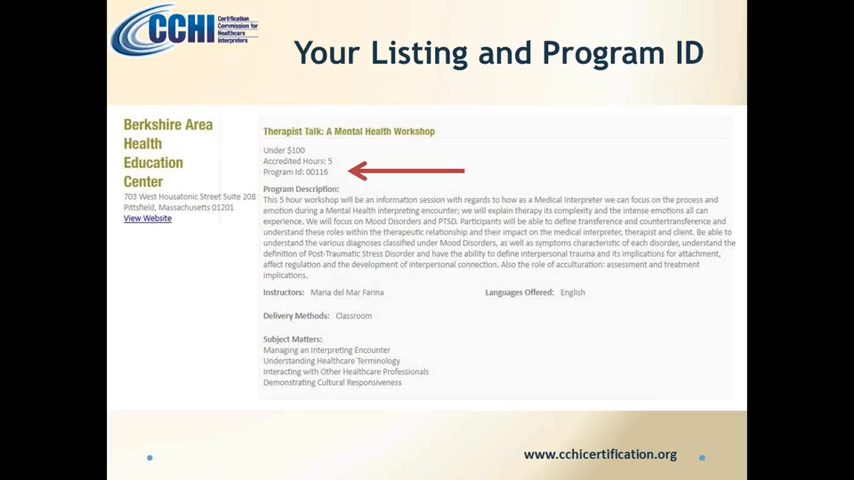 CCHI
Certification
Commission for
Healthcare
Interpreters
Your Listing and Program ID
Berkshire Area
Health
Education
Center
703 West Housatonic Street Suite 208
Pittsfield, Massachusetts 01201
View Website
Therapist Talk: A Mental Health Workshop
Under $100
Accredited Hours: 5
Program Id: 00116
Program Description:
This 5 hour workshop will be an information session with regards to how as a Medical Interpreter we can focus on the process and
emotion during a Mental Health interpreting encounter; we will explain therapy its complexity and the intense emotions all can
experience. We will focus on Mood Disorders and PTSD. Participants will be able to define transference and countertransference and
understand these roles within the therapeutic relationship and their impact on the medical interpreter, therapist and client. Be able to
understand the various diagnoses classified under Mood Disorders, as well as symptoms characteristic of each disorder, understand the
definition of Post-Traumatic Stress Disorder and have the ability to define interpersonal trauma and its implications for attachment,
affect regulation and the development of interpersonal connection. Also the role of acculturation: assessment and treatment
implications.
Instructors: Maria del Mar Farina Languages Offered: English
Delivery Methods: Classroom
Subject Matters:
Managing an Interpreting Encounter
Understanding Healthcare Terminology
Interacting with Other Healthcare Professionals
Demonstrating Cultural Responsiveness
www.cchicertification.org